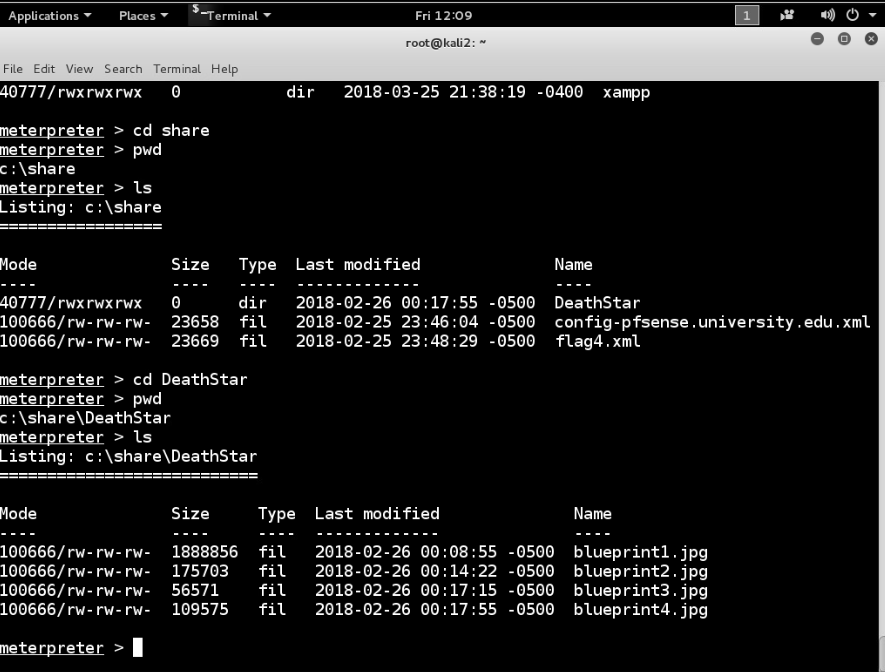 Applications Places Terminal Fri 12:09 1
root@kali2: ~
File Edit View Search Terminal Help
40777/rwxrwxrwx 0 dir 2018-03-25 21:38:19 -0400 xampp
meterpreter > cd share
meterpreter > pwd
c:\share
meterpreter > ls
Listing: c:\share
=================
Mode Size Type Last modified Name
---- ---- ---- ------------- ----
40777/rwxrwxrwx 0 dir 2018-02-26 00:17:55 -0500 DeathStar
100666/rw-rw-rw- 23658 fil 2018-02-25 23:46:04 -0500 config-pfsense.university.edu.xml
100666/rw-rw-rw- 23669 fil 2018-02-25 23:48:29 -0500 flag4.xml
meterpreter > cd DeathStar
meterpreter > pwd
c:\share\DeathStar
meterpreter > ls
Listing: c:\share\DeathStar
===========================
Mode Size Type Last modified Name
---- ---- ---- ------------- ----
100666/rw-rw-rw- 1888856 fil 2018-02-26 00:08:55 -0500 blueprint1.jpg
100666/rw-rw-rw- 175703 fil 2018-02-26 00:14:22 -0500 blueprint2.jpg
100666/rw-rw-rw- 56571 fil 2018-02-26 00:17:15 -0500 blueprint3.jpg
100666/rw-rw-rw- 109575 fil 2018-02-26 00:17:55 -0500 blueprint4.jpg
meterpreter >